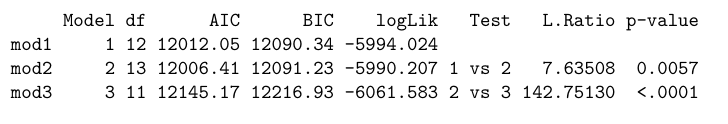 Model df AIC BIC logLik Test L.Ratio p-value
mod1 1 12 12012.05 12090.34 -5994.024
mod2 2 13 12006.41 12091.23 -5990.207 1 vs 2 7.63508 0.0057
mod3 3 11 12145.17 12216.93 -6061.583 2 vs 3 142.75130 <.0001